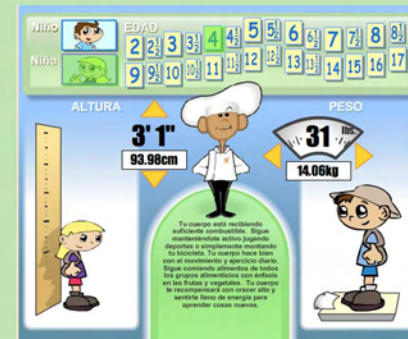 Niño
EDAD
2 2½ 3 3½ 4 4½ 5 5½ 6 6½ 7 7½ 8 8½
Niña
9 9½ 10 10½ 11 11½ 12 12½ 13 13½ 14 15 16 17
ALTURA
PESO
3' 1"
31 lbs.
93.98cm
14.06kg
Tu cuerpo está recibiendo
suficiente combustible. Sigue
manteniéndote activo jugando
deportes o simplemente montando
tu bicicleta. Tu cuerpo hace bien
con el movimiento y ejercicio diario.
Sigue comiendo alimentos de todos
los grupos alimenticios con énfasis
en las frutas y vegetales. Tu cuerpo
te recompensará con crecer alto y
sentirte lleno de energía para
aprender cosas nuevas.